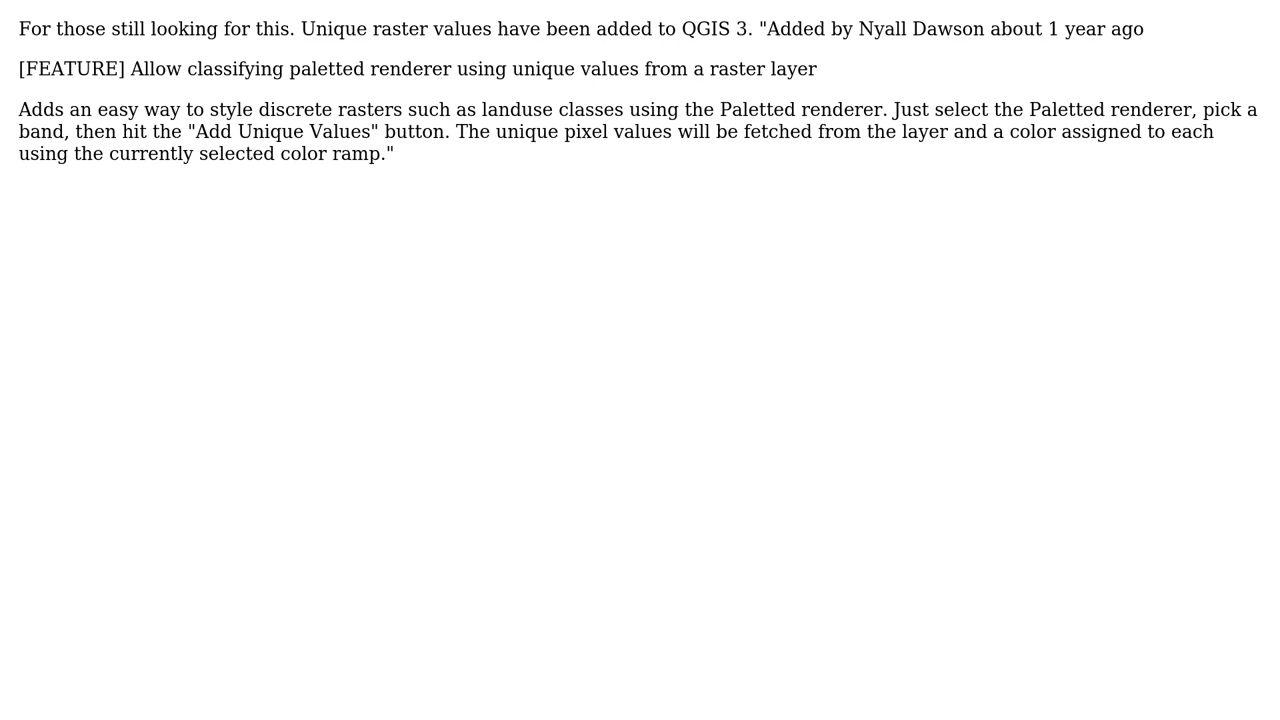 For those still looking for this. Unique raster values have been added to QGIS 3. "Added by Nyall Dawson about 1 year ago
[FEATURE] Allow classifying paletted renderer using unique values from a raster layer
Adds an easy way to style discrete rasters such as landuse classes using the Paletted renderer. Just select the Paletted renderer, pick a
band, then hit the "Add Unique Values" button. The unique pixel values will be fetched from the layer and a color assigned to each
using the currently selected color ramp."